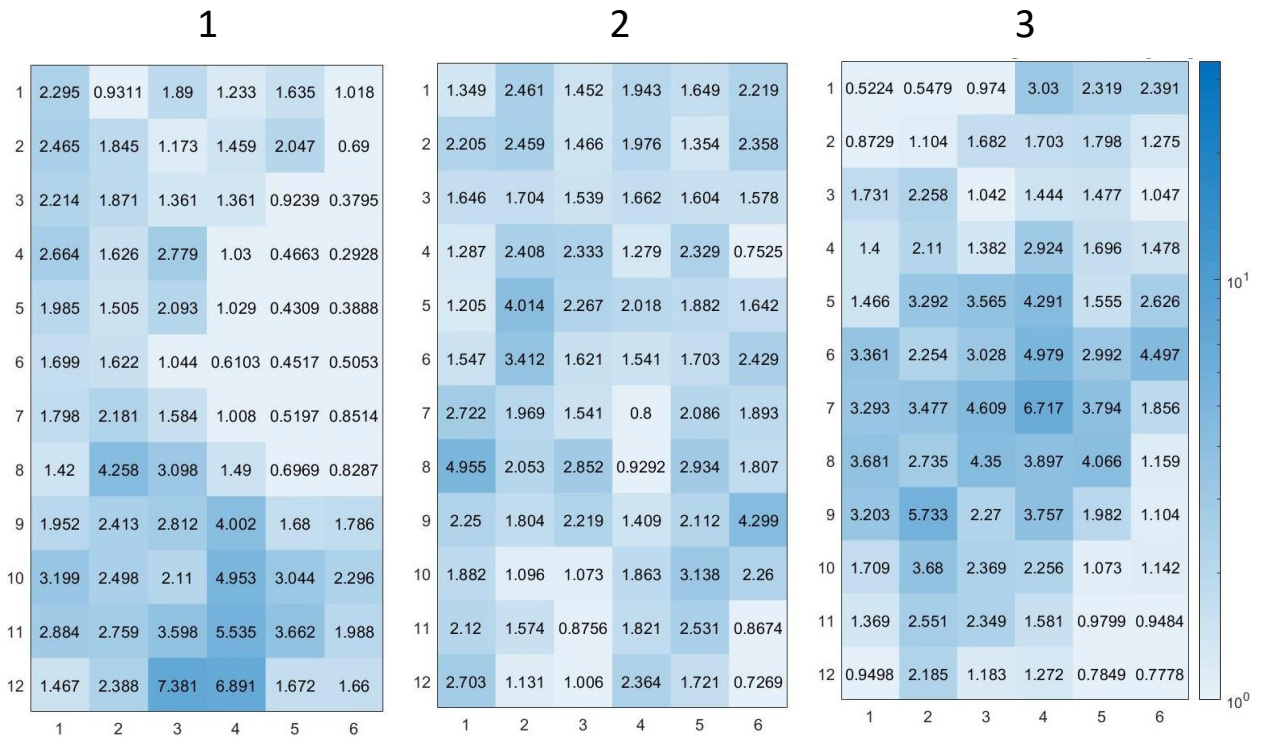 1 2 3
1 2.295 0.9311 1.89 1.233 1.635 1.018
2 2.465 1.845 1.173 1.459 2.047 0.69
3 2.214 1.871 1.361 1.361 0.9239 0.3795
4 2.664 1.626 2.779 1.03 0.4663 0.2928
5 1.985 1.505 2.093 1.029 0.4309 0.3888
6 1.699 1.622 1.044 0.6103 0.4517 0.5053
7 1.798 2.181 1.584 1.008 0.5197 0.8514
8 1.42 4.258 3.098 1.49 0.6969 0.8287
9 1.952 2.413 2.812 4.002 1.68 1.786
10 3.199 2.498 2.11 4.953 3.044 2.296
11 2.884 2.759 3.598 5.535 3.662 1.988
12 1.467 2.388 7.381 6.891 1.672 1.66
1 2 3 4 5 6
1 1.349 2.461 1.452 1.943 1.649 2.219
2 2.205 2.459 1.466 1.976 1.354 2.358
3 1.646 1.704 1.539 1.662 1.604 1.578
4 1.287 2.408 2.333 1.279 2.329 0.7525
5 1.205 4.014 2.267 2.018 1.882 1.642
6 1.547 3.412 1.621 1.541 1.703 2.429
7 2.722 1.969 1.541 0.8 2.086 1.893
8 4.955 2.053 2.852 0.9292 2.934 1.807
9 2.25 1.804 2.219 1.409 2.112 4.299
10 1.882 1.096 1.073 1.863 3.138 2.26
11 2.12 1.574 0.8756 1.821 2.531 0.8674
12 2.703 1.131 1.006 2.364 1.721 0.7269
1 2 3 4 5 6
1 0.5224 0.5479 0.974 3.03 2.319 2.391
2 0.8729 1.104 1.682 1.703 1.798 1.275
3 1.731 2.258 1.042 1.444 1.477 1.047
4 1.4 2.11 1.382 2.924 1.696 1.478
5 1.466 3.292 3.565 4.291 1.555 2.626
6 3.361 2.254 3.028 4.979 2.992 4.497
7 3.293 3.477 4.609 6.717 3.794 1.856
8 3.681 2.735 4.35 3.897 4.066 1.159
9 3.203 5.733 2.27 3.757 1.982 1.104
10 1.709 3.68 2.369 2.256 1.073 1.142
11 1.369 2.551 2.349 1.581 0.9799 0.9484
12 0.9498 2.185 1.183 1.272 0.7849 0.7778
1 2 3 4 5 6
10¹
10⁰